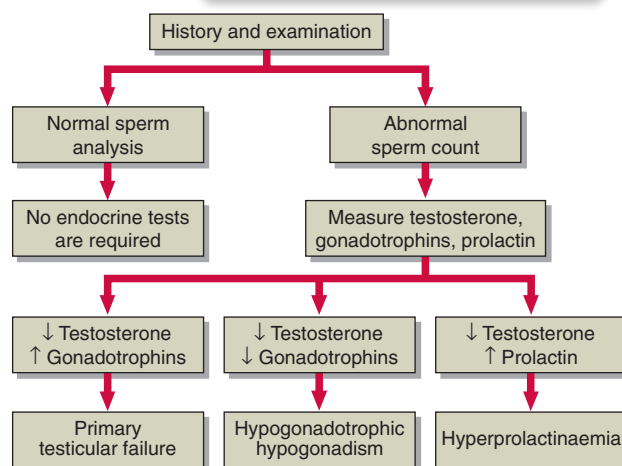 History and examination
Normal sperm
analysis
Abnormal
sperm count
No endocrine tests
are required
Measure testosterone,
gonadotrophins, prolactin
↓ Testosterone
↑ Gonadotrophins
↓ Testosterone
↓ Gonadotrophins
↓ Testosterone
↑ Prolactin
Primary
testicular failure
Hypogonadotrophic
hypogonadism
Hyperprolactinaemia